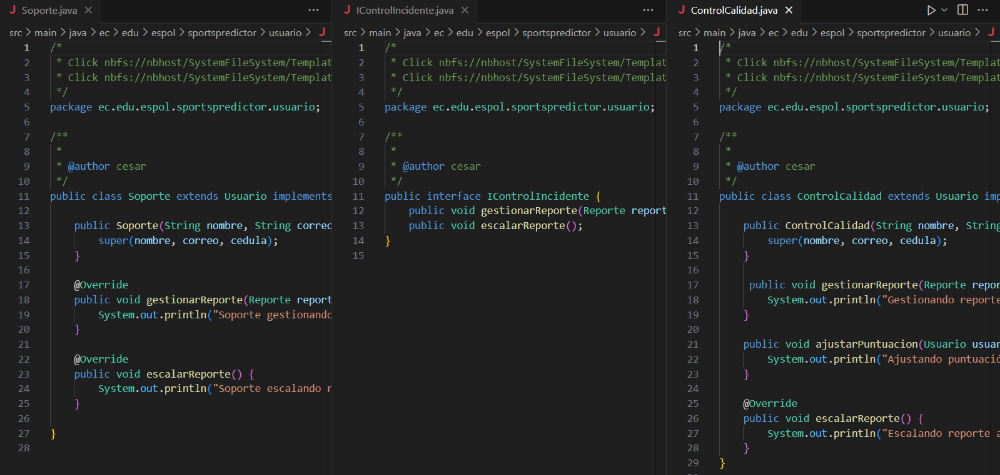 Soporte.java
src > main > java > ec > edu > espol > sportspredictor > usuario >
1 /*
2 * Click nbfs://nbhost/SystemFileSystem/Templat
3 * Click nbfs://nbhost/SystemFileSystem/Templat
4 */
5 package ec.edu.espol.sportspredictor.usuario;
6
7 /**
8 *
9 * @author cesar
10 */
11 public class Soporte extends Usuario implements
12
13 public Soporte(String nombre, String correo
14 super(nombre, correo, cedula);
15 }
16
17 @Override
18 public void gestionarReporte(Reporte report
19 System.out.println("Soporte gestionando
20 }
21
22 @Override
23 public void escalarReporte() {
24 System.out.println("Soporte escalando r
25 }
26
27 }
28
IControlIncidente.java
src > main > java > ec > edu > espol > sportspredictor > usuario >
1 /*
2 * Click nbfs://nbhost/SystemFileSystem/Templat
3 * Click nbfs://nbhost/SystemFileSystem/Templat
4 */
5 package ec.edu.espol.sportspredictor.usuario;
6
7 /**
8 *
9 * @author cesar
10 */
11 public interface IControlIncidente {
12 public void gestionarReporte(Reporte report
13 public void escalarReporte();
14 }
15
ControlCalidad.java
src > main > java > ec > edu > espol > sportspredictor > usuario >
1 /*
2 * Click nbfs://nbhost/SystemFileSystem/Templat
3 * Click nbfs://nbhost/SystemFileSystem/Templat
4 */
5 package ec.edu.espol.sportspredictor.usuario;
6
7 /**
8 *
9 * @author cesar
10 */
11 public class ControlCalidad extends Usuario imp
12
13 public ControlCalidad(String nombre, String
14 super(nombre, correo, cedula);
15 }
16
17 public void gestionarReporte(Reporte repor
18 System.out.println("Gestionando reporte
19 }
20
21 public void ajustarPuntuacion(Usuario usuar
22 System.out.println("Ajustando puntuació
23 }
24
25 @Override
26 public void escalarReporte() {
27 System.out.println("Escalando reporte a
28 }
29 }